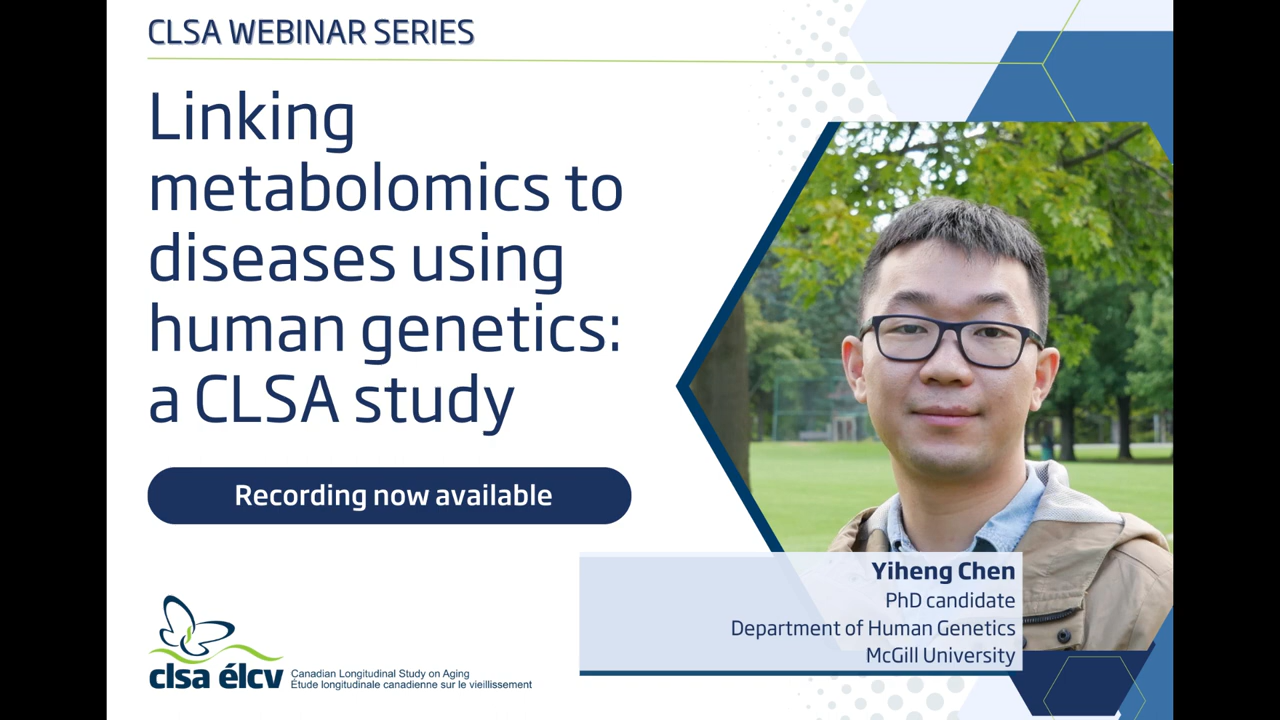 CLSA WEBINAR SERIES
Linking
metabolomics to
diseases using
human genetics:
a CLSA study
Recording now available
Yiheng Chen
PhD candidate
Department of Human Genetics
McGill University
clsa élcv
Canadian Longitudinal Study on Aging
Étude longitudinale canadienne sur le vieillissement